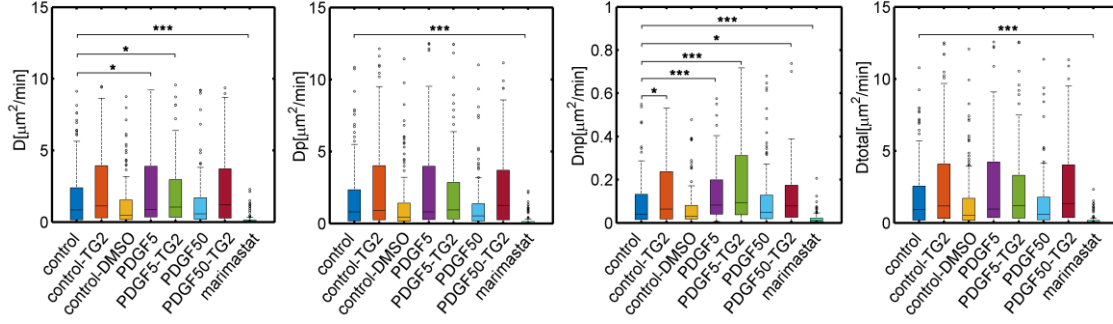 ***
*
*
15
10
5
0
D[μm²/min]
control
control-TG2
control-DMSO
PDGF5
PDGF5-TG2
PDGF50
PDGF50-TG2
marimastat
***
15
10
5
0
Dp[μm²/min]
control
control-TG2
control-DMSO
PDGF5
PDGF5-TG2
PDGF50
PDGF50-TG2
marimastat
***
*
***
***
*
1
0.8
0.6
0.4
0.2
0
Dnp[μm²/min]
control
control-TG2
control-DMSO
PDGF5
PDGF5-TG2
PDGF50
PDGF50-TG2
marimastat
***
15
10
5
0
Dtotal[μm²/min]
control
control-TG2
control-DMSO
PDGF5
PDGF5-TG2
PDGF50
PDGF50-TG2
marimastat